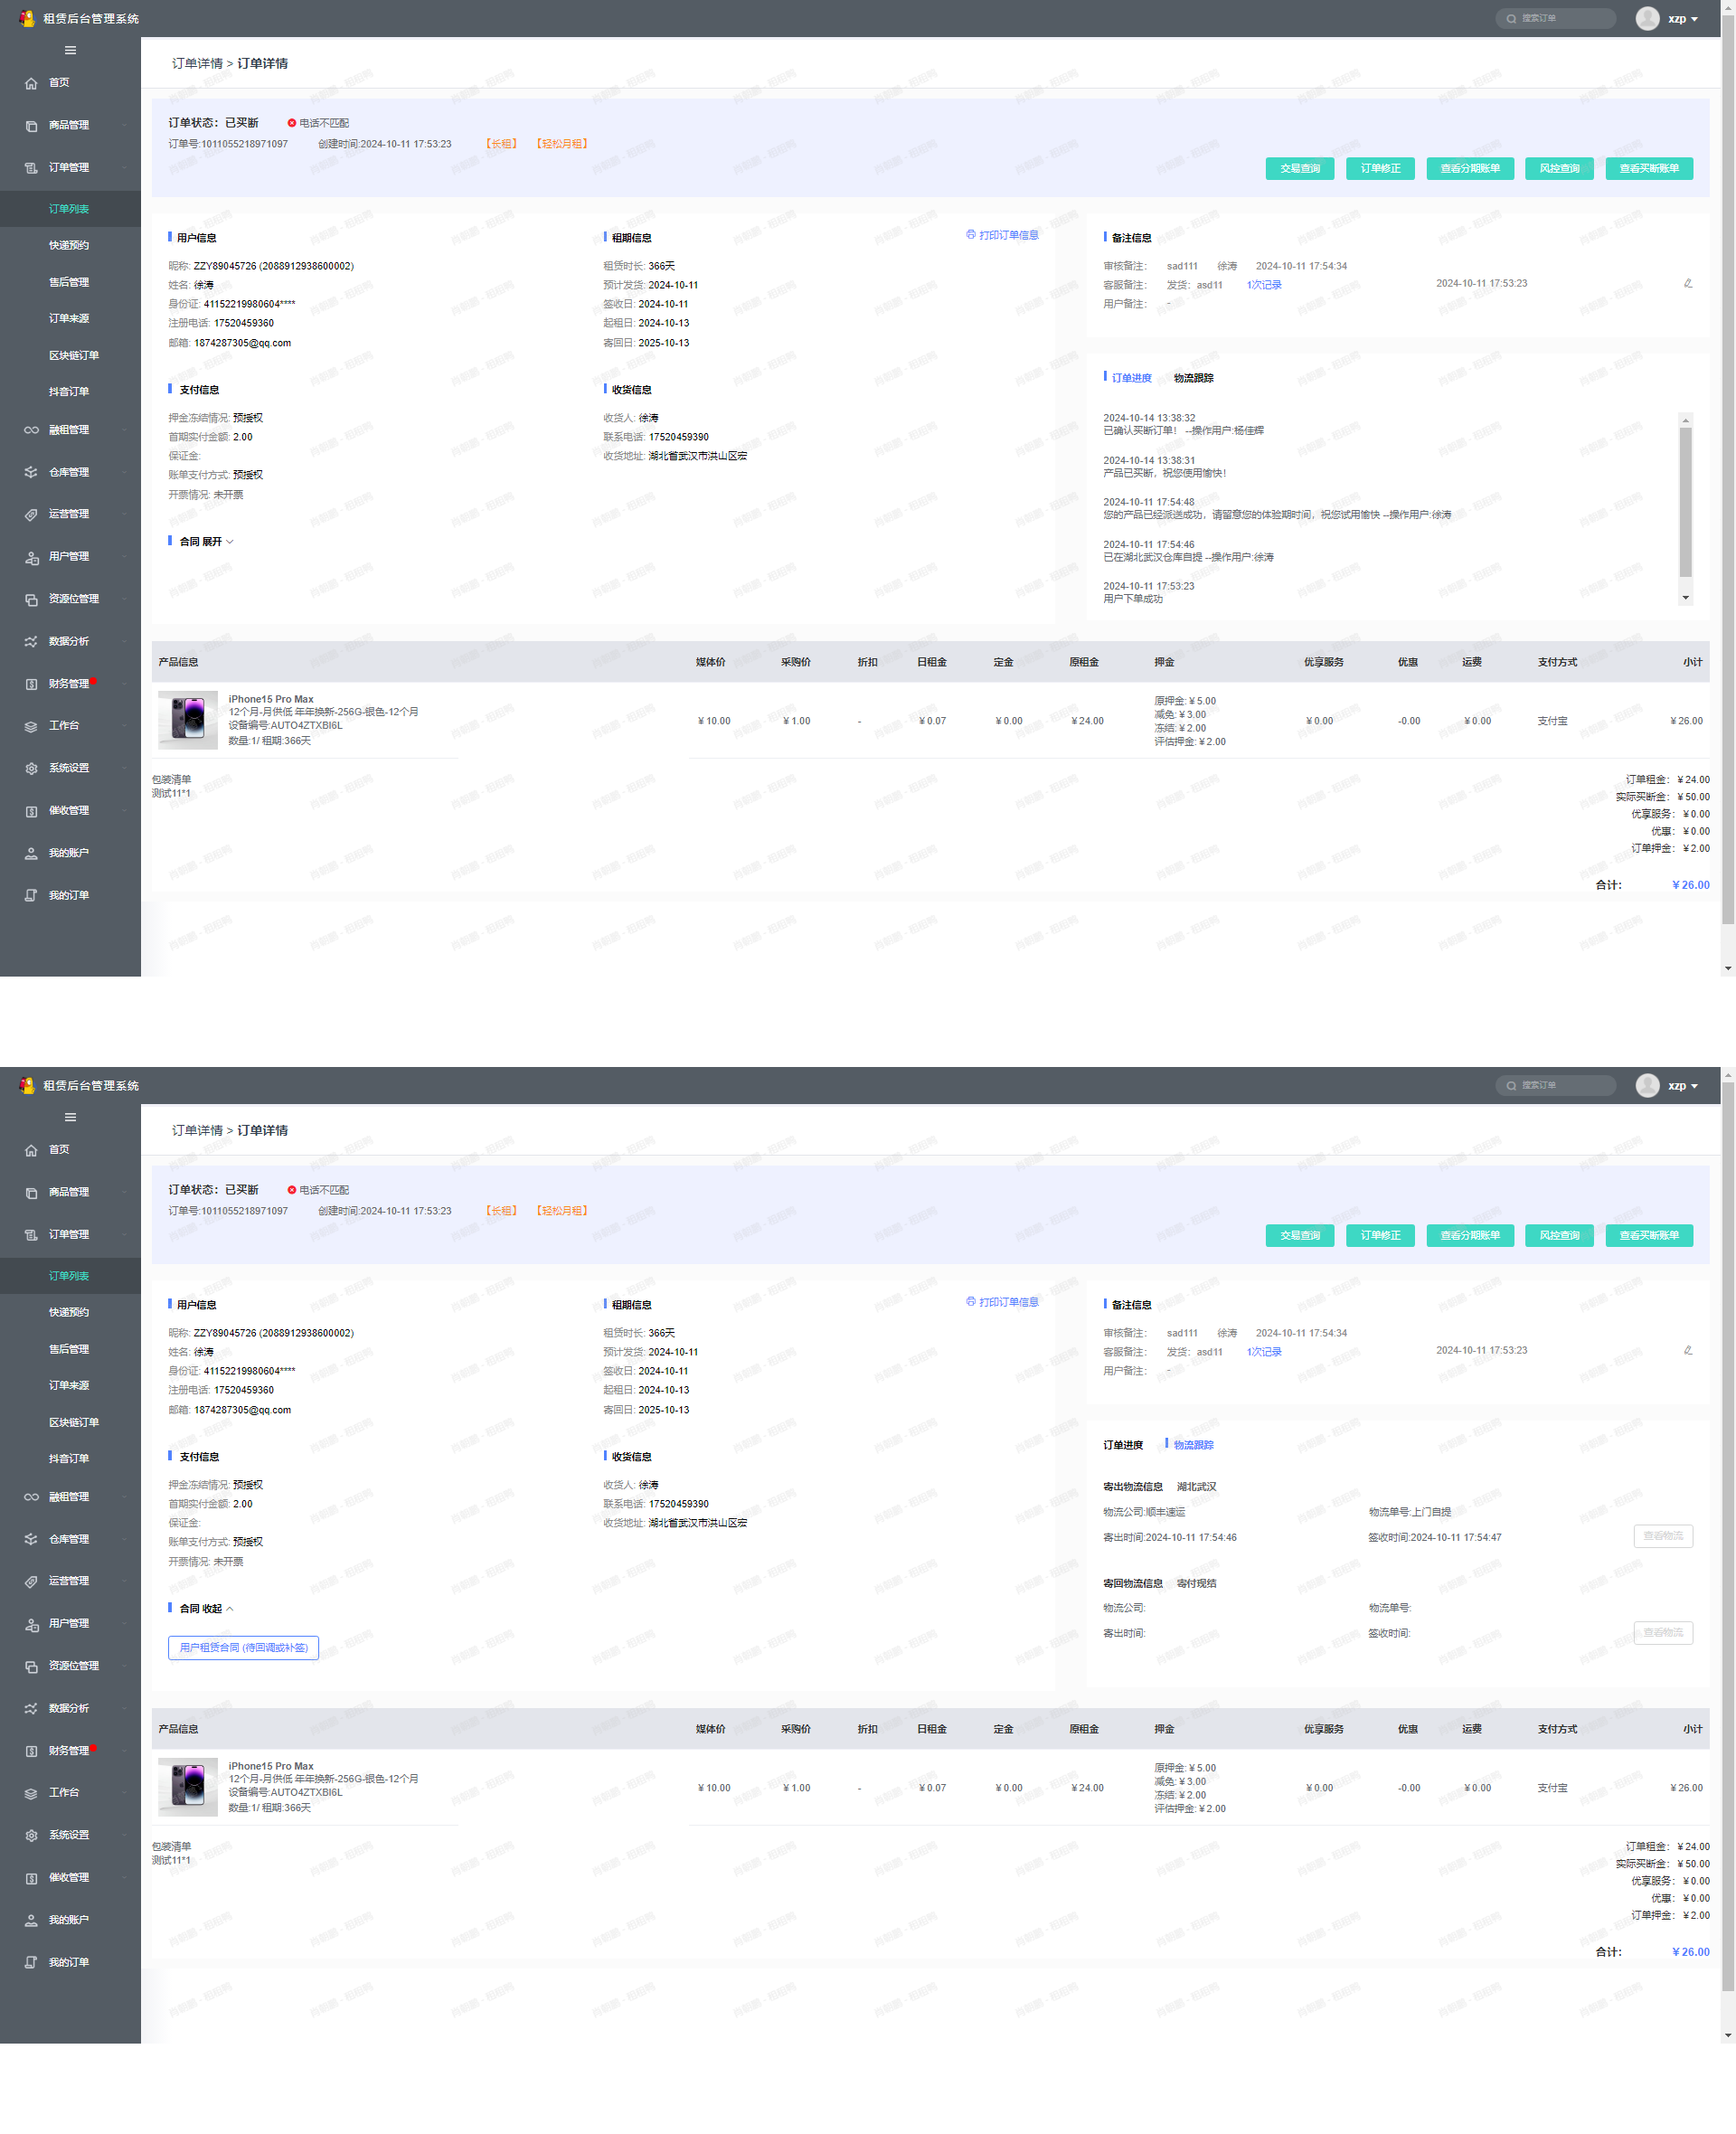 租赁后台管理系统
搜索订单
xzp
首页
商品管理
订单管理
订单列表
快递预约
售后管理
订单来源
区块链订单
抖音订单
融租管理
仓库管理
运营管理
用户管理
资源位管理
数据分析
财务管理
工作台
系统设置
催收管理
我的账户
我的订单
订单详情 > 订单详情
订单状态：已买断 电话不匹配
订单号:1011055218971097 创建时间:2024-10-11 17:53:23 【长租】 【轻松月租】
交易查询 订单修正 查看分期账单 风控查询 查看买断账单
用户信息
昵称: ZZY89045726 (2088912938600002)
姓名: 徐涛
身份证: 41152219980604****
注册电话: 17520459360
邮箱: 1874287305@qq.com
租期信息
打印订单信息
租赁时长: 366天
预计发货: 2024-10-11
签收日: 2024-10-11
起租日: 2024-10-13
寄回日: 2025-10-13
支付信息
押金冻结情况: 预授权
首期实付金额: 2.00
保证金:
账单支付方式: 预授权
开票情况: 未开票
收货信息
收货人: 徐涛
联系电话: 17520459390
收货地址: 湖北省武汉市洪山区宏
合同 展开
备注信息
审核备注： sad111 徐涛 2024-10-11 17:54:34
客服备注： 发货：asd11 1次记录 2024-10-11 17:53:23
用户备注： -
订单进度 物流跟踪
2024-10-14 13:38:32
已确认买断订单！ --操作用户:杨佳辉
2024-10-14 13:38:31
产品已买断，祝您使用愉快！
2024-10-11 17:54:48
您的产品已经派送成功，请留意您的体验期时间，祝您试用愉快 --操作用户:徐涛
2024-10-11 17:54:46
已在湖北武汉仓库自提 --操作用户:徐涛
2024-10-11 17:53:23
用户下单成功
产品信息 媒体价 采购价 折扣 日租金 定金 原租金 押金 优享服务 优惠 运费 支付方式 小计
iPhone15 Pro Max
12个月-月供低 年年换新-256G-银色-12个月
设备编号:AUTO4ZTXBI6L
数量:1/ 租期:366天
￥10.00 ￥1.00 - ￥0.07 ￥0.00 ￥24.00
原押金:￥5.00
减免:￥3.00
冻结:￥2.00
评估押金:￥2.00
￥0.00 -0.00 ￥0.00 支付宝 ￥26.00
包装清单
测试11*1
订单租金：￥24.00
实际买断金：￥50.00
优享服务：￥0.00
优惠：￥0.00
订单押金：￥2.00
合计： ￥26.00
租赁后台管理系统
搜索订单
xzp
首页
商品管理
订单管理
订单列表
快递预约
售后管理
订单来源
区块链订单
抖音订单
融租管理
仓库管理
运营管理
用户管理
资源位管理
数据分析
财务管理
工作台
系统设置
催收管理
我的账户
我的订单
订单详情 > 订单详情
订单状态：已买断 电话不匹配
订单号:1011055218971097 创建时间:2024-10-11 17:53:23 【长租】 【轻松月租】
交易查询 订单修正 查看分期账单 风控查询 查看买断账单
用户信息
昵称: ZZY89045726 (2088912938600002)
姓名: 徐涛
身份证: 41152219980604****
注册电话: 17520459360
邮箱: 1874287305@qq.com
租期信息
打印订单信息
租赁时长: 366天
预计发货: 2024-10-11
签收日: 2024-10-11
起租日: 2024-10-13
寄回日: 2025-10-13
支付信息
押金冻结情况: 预授权
首期实付金额: 2.00
保证金:
账单支付方式: 预授权
开票情况: 未开票
收货信息
收货人: 徐涛
联系电话: 17520459390
收货地址: 湖北省武汉市洪山区宏
合同 收起
用户租赁合同 (待回调或补签)
备注信息
审核备注： sad111 徐涛 2024-10-11 17:54:34
客服备注： 发货：asd11 1次记录 2024-10-11 17:53:23
用户备注： -
订单进度 物流跟踪
寄出物流信息 湖北武汉
物流公司:顺丰速运 物流单号:上门自提
寄出时间:2024-10-11 17:54:46 签收时间:2024-10-11 17:54:47 查看物流
寄回物流信息 寄付现结
物流公司: 物流单号:
寄出时间: 签收时间: 查看物流
产品信息 媒体价 采购价 折扣 日租金 定金 原租金 押金 优享服务 优惠 运费 支付方式 小计
iPhone15 Pro Max
12个月-月供低 年年换新-256G-银色-12个月
设备编号:AUTO4ZTXBI6L
数量:1/ 租期:366天
￥10.00 ￥1.00 - ￥0.07 ￥0.00 ￥24.00
原押金:￥5.00
减免:￥3.00
冻结:￥2.00
评估押金:￥2.00
￥0.00 -0.00 ￥0.00 支付宝 ￥26.00
包装清单
测试11*1
订单租金：￥24.00
实际买断金：￥50.00
优享服务：￥0.00
优惠：￥0.00
订单押金：￥2.00
合计： ￥26.00